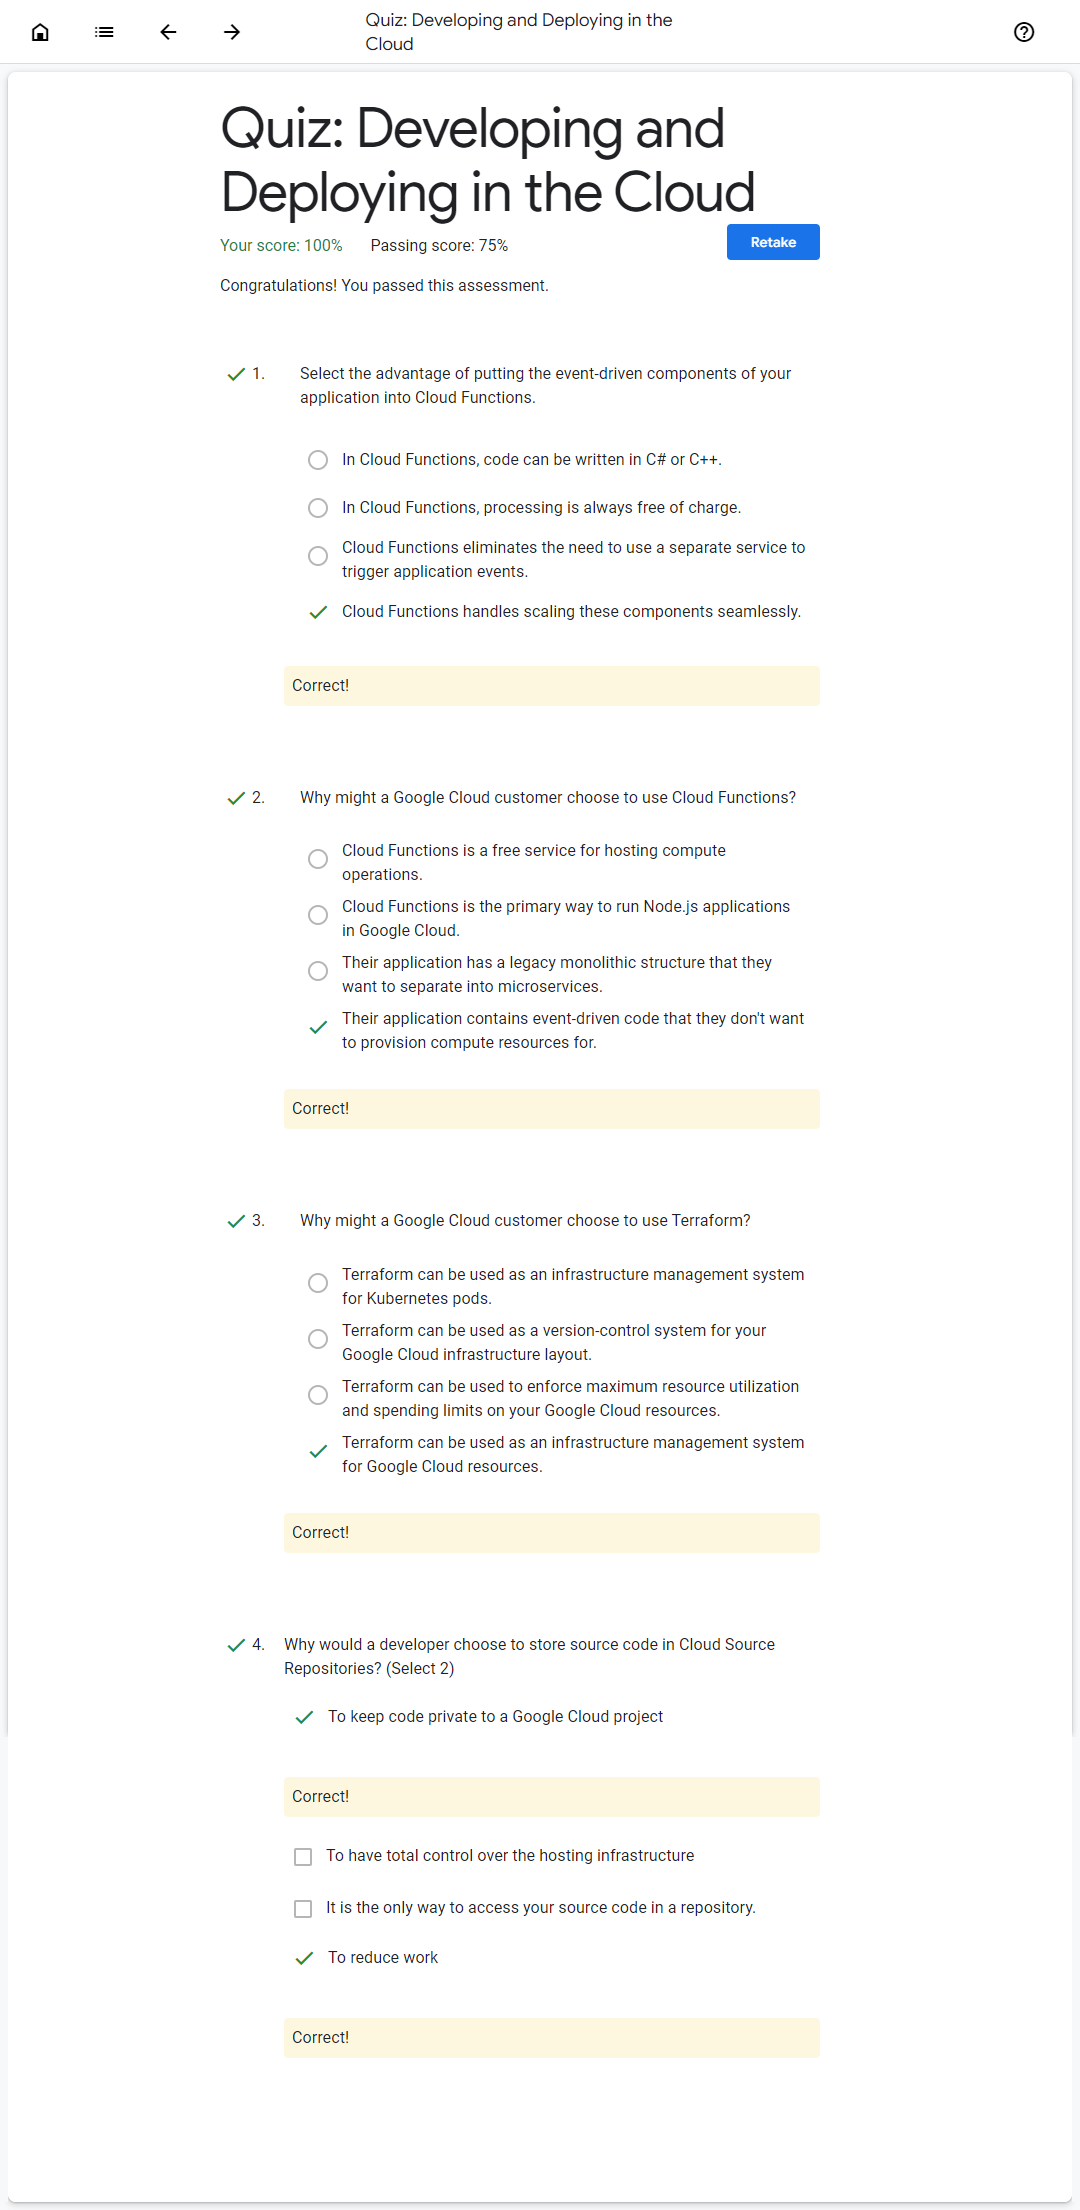 Quiz: Developing and Deploying in the
Cloud
Quiz: Developing and
Deploying in the Cloud
Your score: 100% Passing score: 75% Retake
Congratulations! You passed this assessment.
1. Select the advantage of putting the event-driven components of your
application into Cloud Functions.
In Cloud Functions, code can be written in C# or C++.
In Cloud Functions, processing is always free of charge.
Cloud Functions eliminates the need to use a separate service to
trigger application events.
Cloud Functions handles scaling these components seamlessly.
Correct!
2. Why might a Google Cloud customer choose to use Cloud Functions?
Cloud Functions is a free service for hosting compute
operations.
Cloud Functions is the primary way to run Node.js applications
in Google Cloud.
Their application has a legacy monolithic structure that they
want to separate into microservices.
Their application contains event-driven code that they don't want
to provision compute resources for.
Correct!
3. Why might a Google Cloud customer choose to use Terraform?
Terraform can be used as an infrastructure management system
for Kubernetes pods.
Terraform can be used as a version-control system for your
Google Cloud infrastructure layout.
Terraform can be used to enforce maximum resource utilization
and spending limits on your Google Cloud resources.
Terraform can be used as an infrastructure management system
for Google Cloud resources.
Correct!
4. Why would a developer choose to store source code in Cloud Source
Repositories? (Select 2)
To keep code private to a Google Cloud project
Correct!
To have total control over the hosting infrastructure
It is the only way to access your source code in a repository.
To reduce work
Correct!